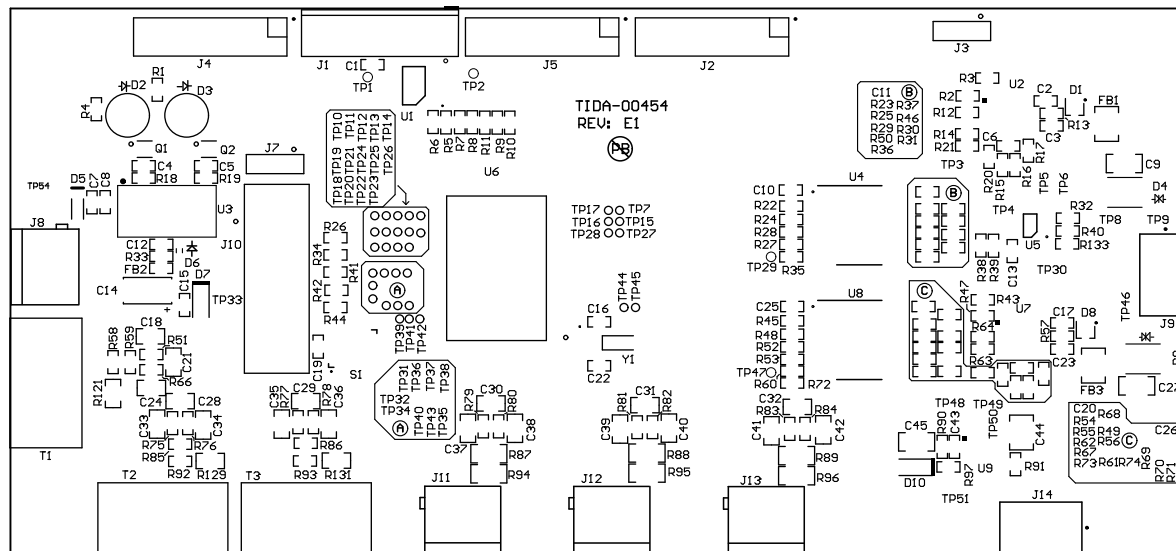 J4
J1
J5
J2
J3
C1
TP1
TP2
U1
R1
D2
D3
R4
TIDA-00454
REV: E1
PB
TP10
TP11
TP12
TP13
TP14
TP19
TP21
TP24
TP25
TP26
TP18
TP20
TP22
TP23
R6
R5
R7
R8
R11
R9
R10
C11
B
R23
R37
R25
R46
R29
R30
R50
R31
R36
R3
U2
R2
R12
R14
R21
C6
TP3
C2
D1
FB1
R13
C3
R17
R16
R20
R15
TP5
TP6
C9
D4
TP8
TP9
Q1
Q2
C4
R18
C5
R19
J7
U6
TP54
D5
C7
C8
U3
J8
J10
C12
R33
FB2
D6
D7
C14
C15
TP33
R26
R34
R41
R42
R44
A
TP39
TP41
TP42
TP17
TP7
TP16
TP15
TP28
TP27
TP44
TP45
C10
U4
R22
R24
R28
R27
TP29
R35
B
TP4
U5
R32
R40
R133
R38
R39
C13
TP30
C25
U8
R45
R48
R52
R53
TP47
R60
R72
C
R47
R43
U7
R64
R63
C17
D8
R57
C23
TP46
J9
FB3
C16
Y1
C22
C18
R58
R59
R51
C21
R66
R121
C24
C28
C33
C34
R75
R76
R85
R92
R129
T1
T2
C19
S1
C29
C35
R77
R78
C36
R86
R93
R131
T3
TP31
TP36
TP37
TP38
TP32
TP34
TP40
TP43
TP35
A
C30
R79
R80
C37
C38
R87
R94
J11
C31
R81
R82
C39
C40
R88
R95
J12
C32
R83
R84
C41
C42
R89
R96
J13
TP48
TP49
TP50
C45
R90
C43
C44
D10
R97
U9
R91
TP51
J14
C20
R68
R54
R55
R49
R62
R56
C
R67
R73
R61
R74
R69
C26
R70
R71